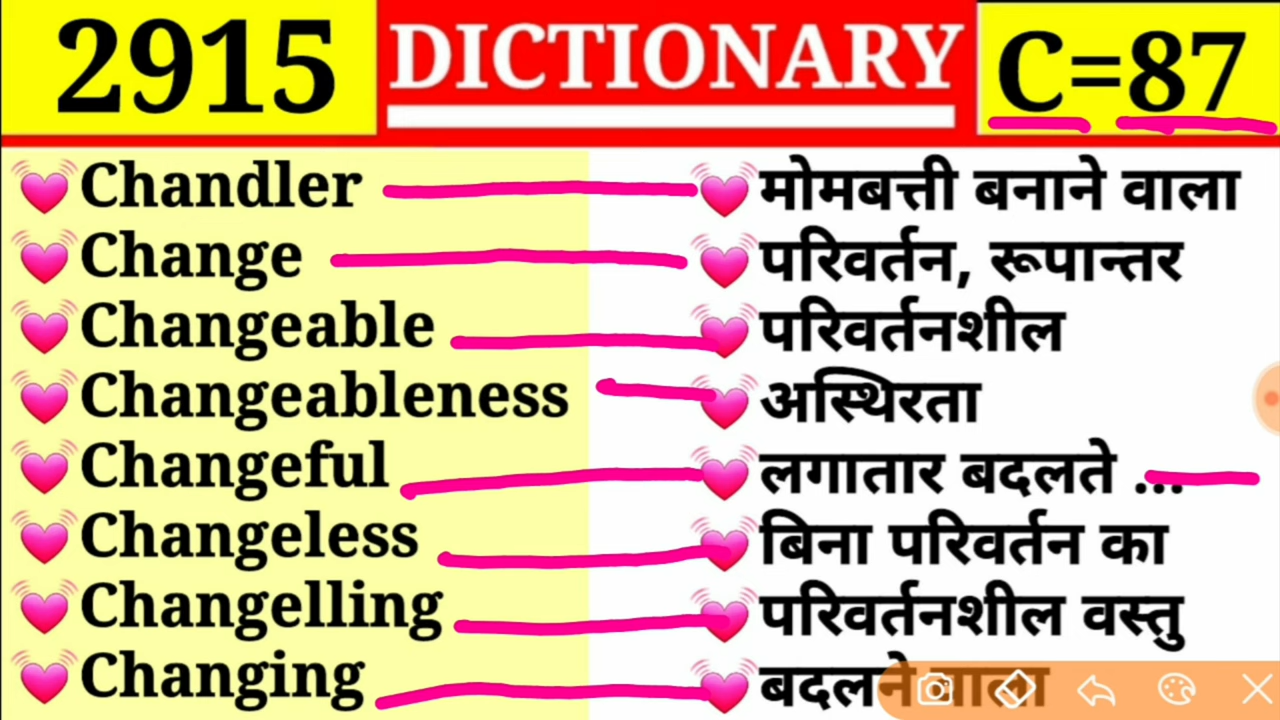 2915 DICTIONARY C=87
Chandler मोमबत्ती बनाने वाला
Change परिवर्तन, रूपान्तर
Changeable परिवर्तनशील
Changeableness अस्थिरता
Changeful लगातार बदलते ...
Changeless बिना परिवर्तन का
Changelling परिवर्तनशील वस्तु
Changing बदलने वाला